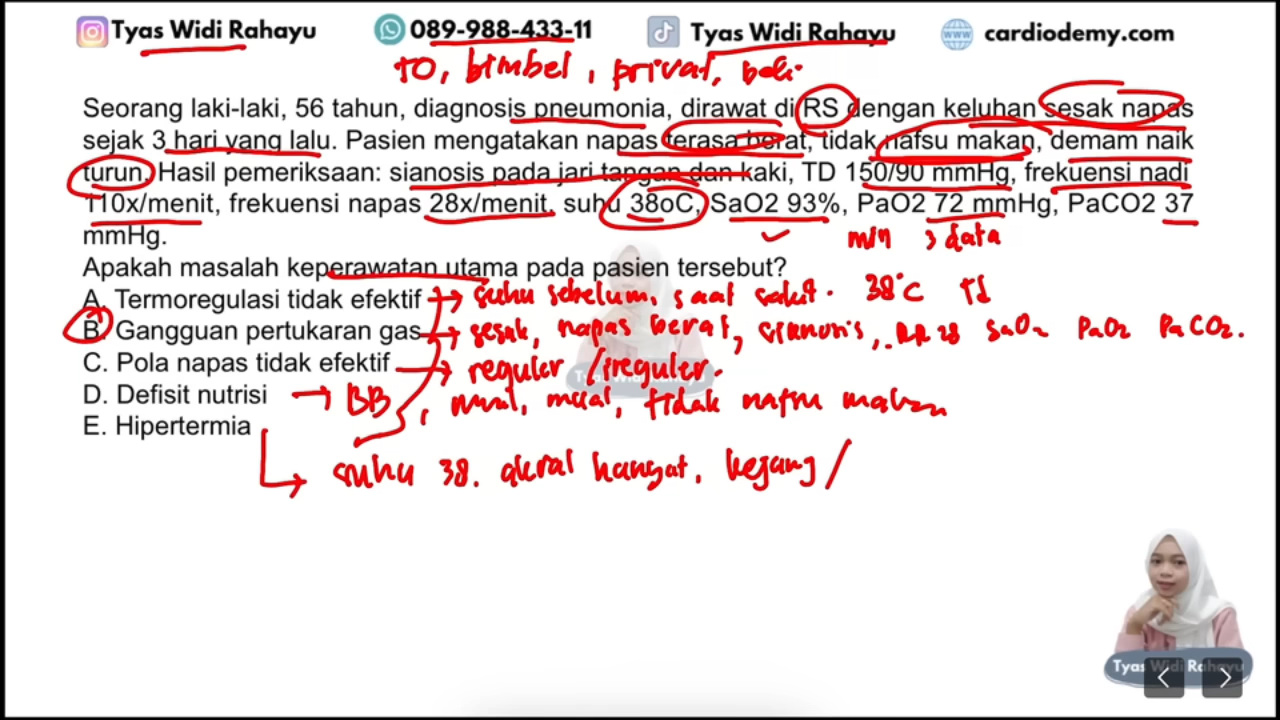 Tyas Widi Rahayu 089-988-433-11 Tyas Widi Rahayu cardiodemy.com
TO, bimbel, privat,
Seorang laki-laki, 56 tahun, diagnosis pneumonia, dirawat di RS dengan keluhan sesak napas
sejak 3 hari yang lalu. Pasien mengatakan napas terasa berat, tidak nafsu makan, demam naik
turun. Hasil pemeriksaan: sianosis pada jari tangan dan kaki, TD 150/90 mmHg, frekuensi nadi
110x/menit, frekuensi napas 28x/menit, suhu 38oC, SaO2 93%, PaO2 72 mmHg, PaCO2 37
mmHg.
min 3 data
Apakah masalah keperawatan utama pada pasien tersebut?
A. Termoregulasi tidak efektif → suhu sebelum, saat sakit. 38°C TD
B. Gangguan pertukaran gas → sesak, napas berat, sianosis, RR 28 SaO2 PaO2 PaCO2.
C. Pola napas tidak efektif → reguler / ireguler.
Tyas Widi Rahayu
D. Defisit nutrisi → BB, mual, mual, tidak nafsu makan
E. Hipertermia
→ suhu 38. akral hangat, kejang /
Tyas Widi Rahayu